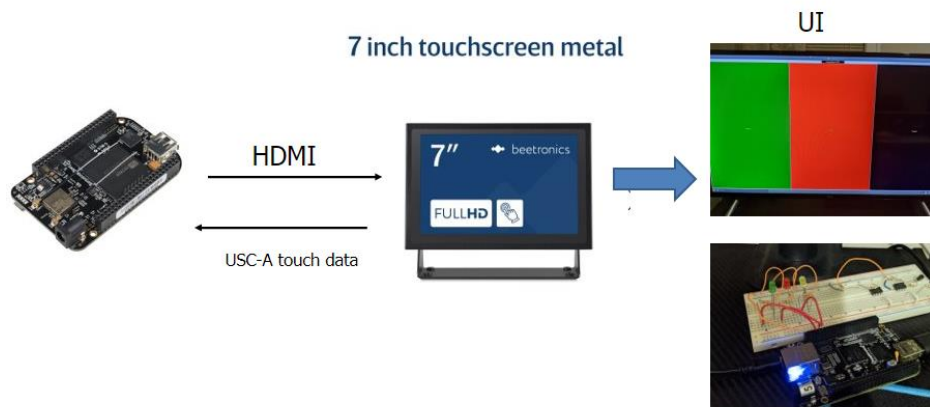 UI
7 inch touchscreen metal
HDMI
7"
beetronics
FULLHD
USC-A touch data